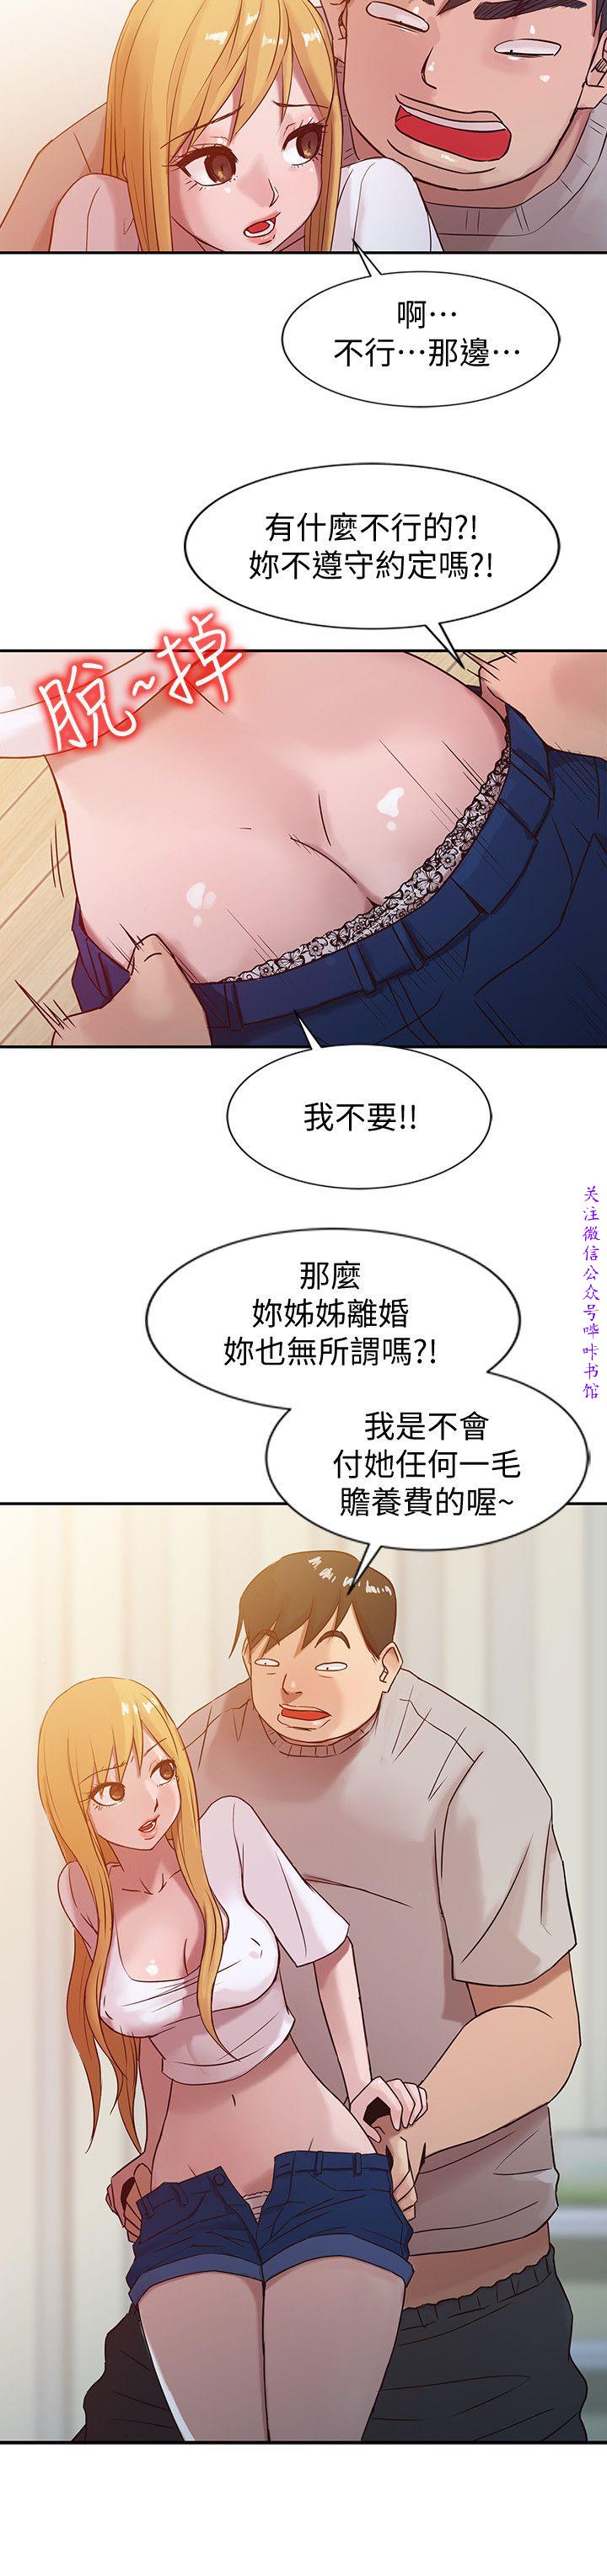 啊⋯
不行⋯那邊⋯
有什麼不行的?!
妳不遵守約定嗎?!
脫~掉
我不要!!
那麼
妳姊姊離婚
妳也無所謂嗎?!
我是不會
付她任何一毛
贍養費的喔~
关注微信公众号哔咔书馆